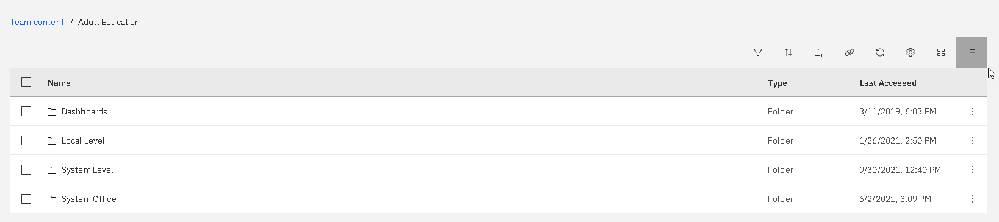 Team content / Adult Education
Name Type Last Accessed
Dashboards Folder 3/11/2019, 6:03 PM
Local Level Folder 1/26/2021, 2:50 PM
System Level Folder 9/30/2021, 12:40 PM
System Office Folder 6/2/2021, 3:09 PM